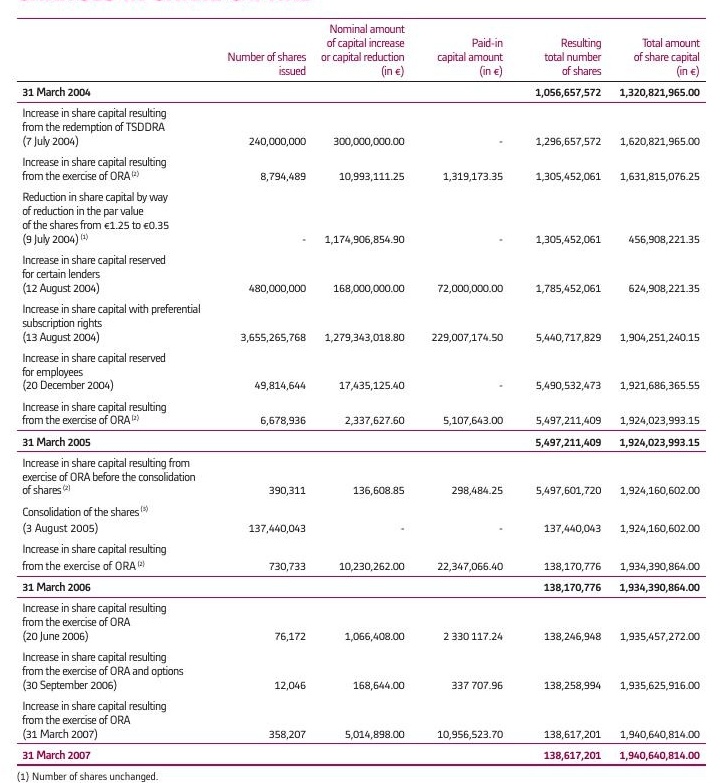 Nominal amount
of capital increase Paid-in Resulting Total amount
Number of shares or capital reduction capital amount total number of share capital
issued (in €) (in €) of shares (in €)
31 March 2004 1,056,657,572 1,320,821,965.00
Increase in share capital resulting
from the redemption of TSDDRA
(7 July 2004) 240,000,000 300,000,000.00 - 1,296,657,572 1,620,821,965.00
Increase in share capital resulting
from the exercise of ORA (2) 8,794,489 10,993,111.25 1,319,173.35 1,305,452,061 1,631,815,076.25
Reduction in share capital by way
of reduction in the par value
of the shares from €1.25 to €0.35
(9 July 2004) (1) - 1,174,906,854.90 - 1,305,452,061 456,908,221.35
Increase in share capital reserved
for certain lenders
(12 August 2004) 480,000,000 168,000,000.00 72,000,000.00 1,785,452,061 624,908,221.35
Increase in share capital with preferential
subscription rights
(13 August 2004) 3,655,265,768 1,279,343,018.80 229,007,174.50 5,440,717,829 1,904,251,240.15
Increase in share capital reserved
for employees
(20 December 2004) 49,814,644 17,435,125.40 - 5,490,532,473 1,921,686,365.55
Increase in share capital resulting
from the exercise of ORA (2) 6,678,936 2,337,627.60 5,107,643.00 5,497,211,409 1,924,023,993.15
31 March 2005 5,497,211,409 1,924,023,993.15
Increase in share capital resulting from
exercise of ORA before the consolidation
of shares (2) 390,311 136,608.85 298,484.25 5,497,601,720 1,924,160,602.00
Consolidation of the shares (3)
(3 August 2005) 137,440,043 - - 137,440,043 1,924,160,602.00
Increase in share capital resulting
from the exercise of ORA (2) 730,733 10,230,262.00 22,347,066.40 138,170,776 1,934,390,864.00
31 March 2006 138,170,776 1,934,390,864.00
Increase in share capital resulting
from the exercise of ORA
(20 June 2006) 76,172 1,066,408.00 2 330 117.24 138,246,948 1,935,457,272.00
Increase in share capital resulting
from the exercise of ORA and options
(30 September 2006) 12,046 168,644.00 337 707.96 138,258,994 1,935,625,916.00
Increase in share capital resulting
from the exercise of ORA
(31 March 2007) 358,207 5,014,898.00 10,956,523.70 138,617,201 1,940,640,814.00
31 March 2007 138,617,201 1,940,640,814.00
(1) Number of shares unchanged.